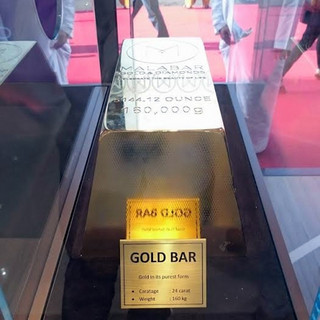 MALABAR
GOLD & DIAMONDS
5144.12 OUNCE
160,000g
GOLD BAR
GOLD BAR
Gold in its purest form
• Caratage : 24 carat
• Weight : 160 kg